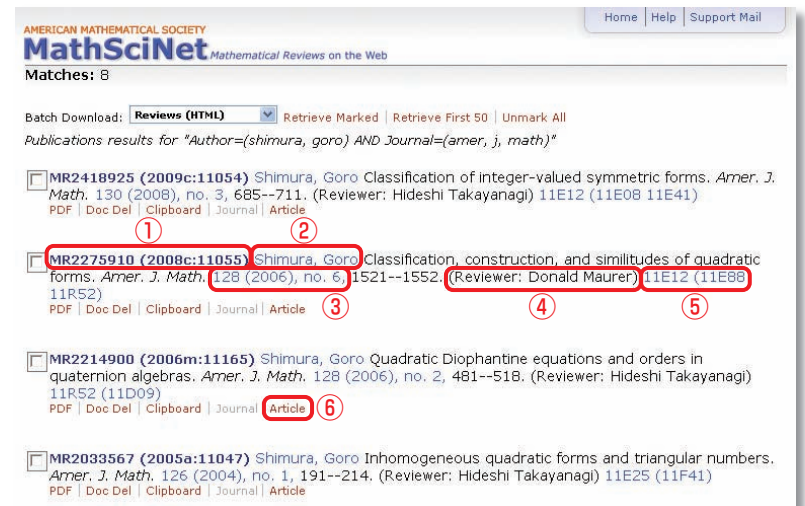 Home | Help | Support Mail
AMERICAN MATHEMATICAL SOCIETY
MathSciNet Mathematical Reviews on the Web
Matches: 8
Batch Download: Reviews (HTML) Retrieve Marked | Retrieve First 50 | Unmark All
Publications results for "Author=(shimura, goro) AND Journal=(amer, j, math)"
MR2418925 (2009c:11054) Shimura, Goro Classification of integer-valued symmetric forms. Amer. J.
Math. 130 (2008), no. 3, 685--711. (Reviewer: Hideshi Takayanagi) 11E12 (11E08 11E41)
PDF | Doc Del | Clipboard | Journal | Article
① ②
MR2275910 (2008c:11055) Shimura, Goro Classification, construction, and similitudes of quadratic
forms. Amer. J. Math. 128 (2006), no. 6, 1521--1552. (Reviewer: Donald Maurer) 11E12 (11E88
11R52)
PDF | Doc Del | Clipboard | Journal | Article
③ ④ ⑤
MR2214900 (2006m:11165) Shimura, Goro Quadratic Diophantine equations and orders in
quaternion algebras. Amer. J. Math. 128 (2006), no. 2, 481--518. (Reviewer: Hideshi Takayanagi)
11R52 (11D09)
PDF | Doc Del | Clipboard | Journal | Article ⑥
MR2033567 (2005a:11047) Shimura, Goro Inhomogeneous quadratic forms and triangular numbers.
Amer. J. Math. 126 (2004), no. 1, 191--214. (Reviewer: Hideshi Takayanagi) 11E25 (11F41)
PDF | Doc Del | Clipboard | Journal | Article